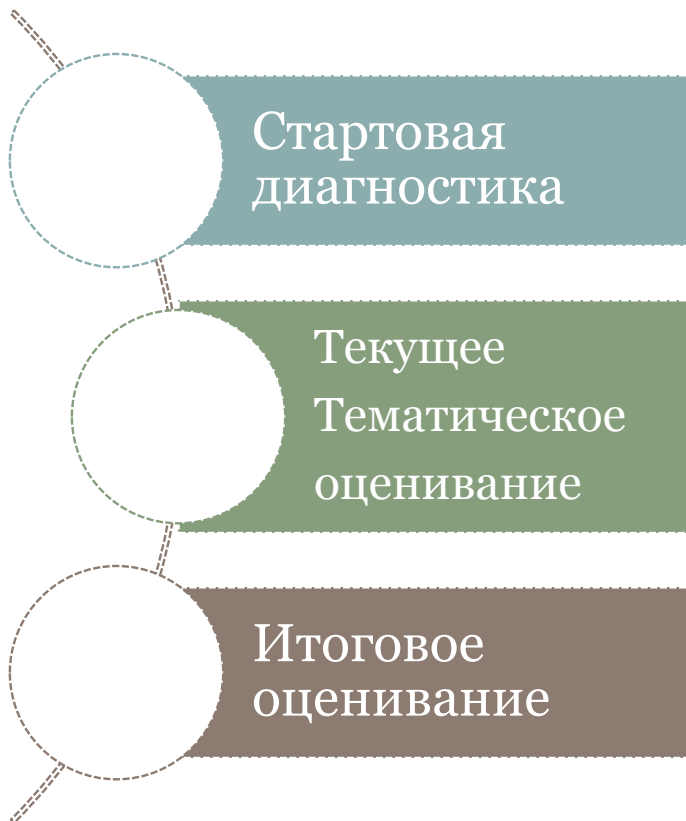 Стартовая
диагностика
Текущее
Тематическое
оценивание
Итоговое
оценивание